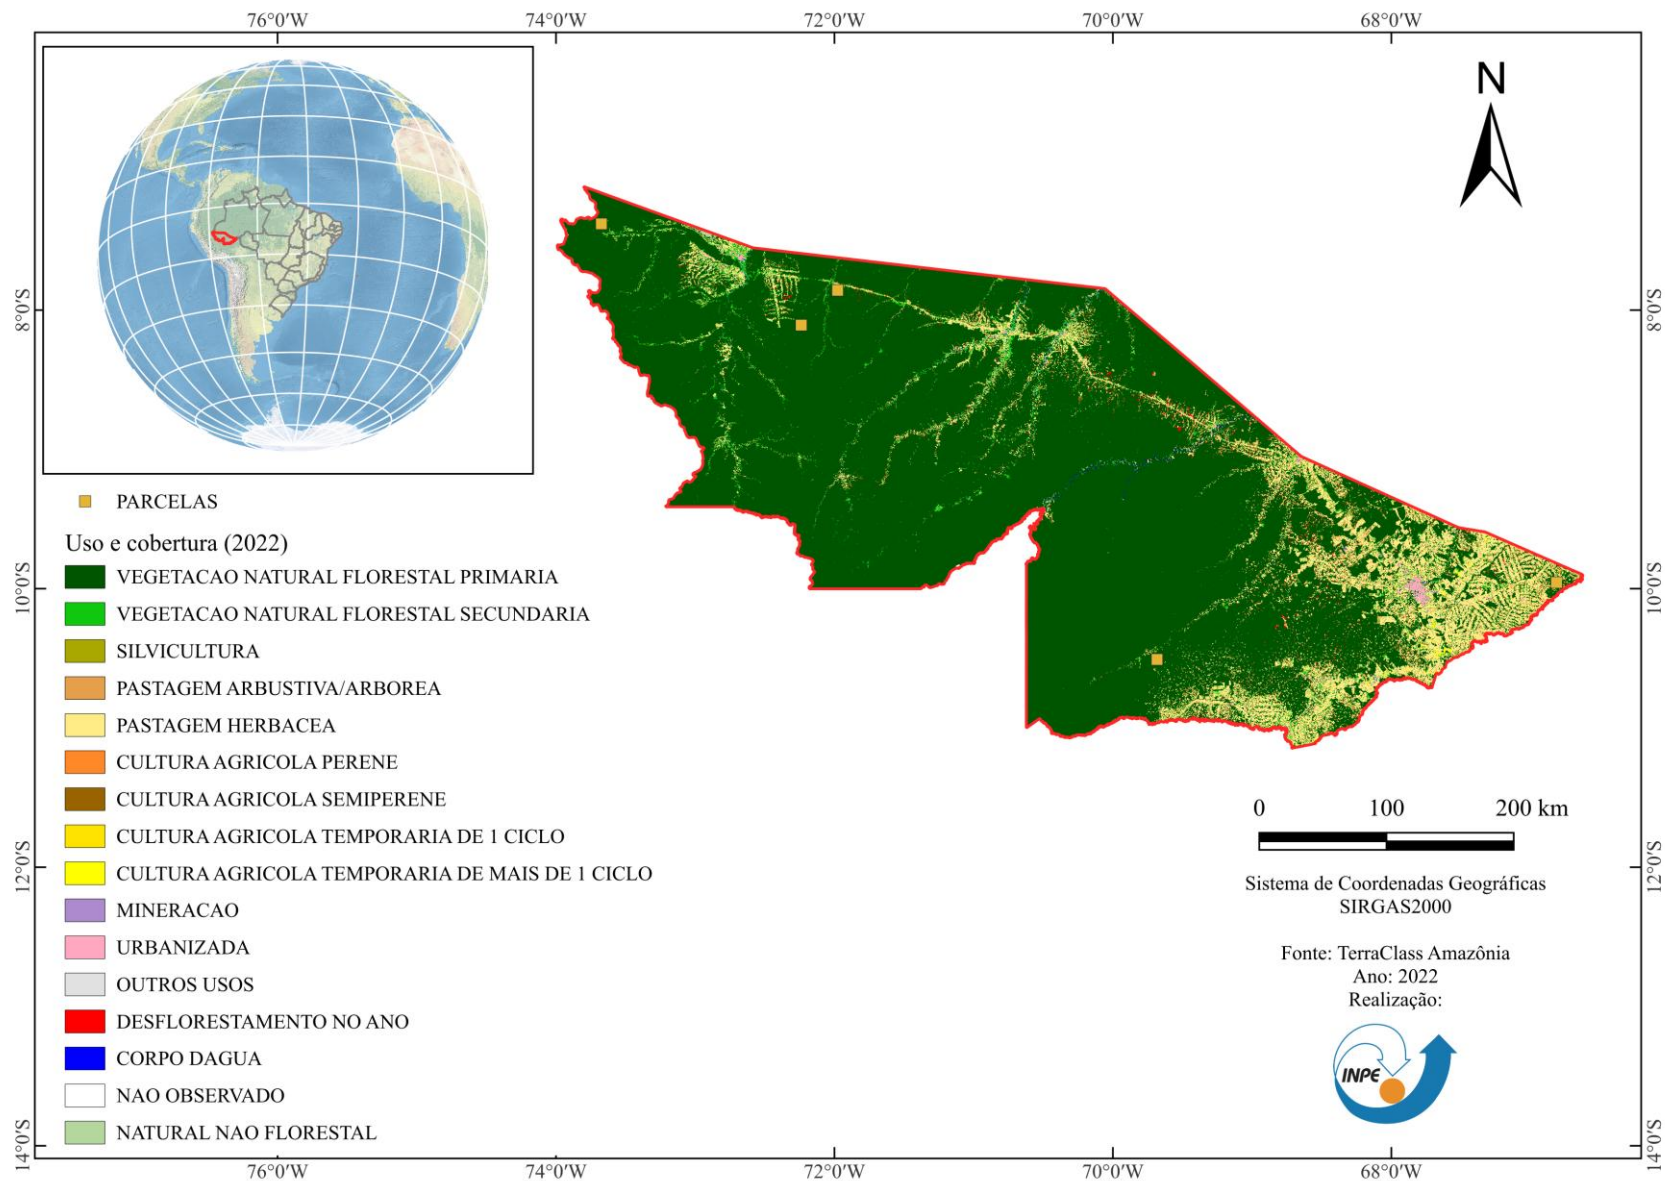 76°0'W 74°0'W 72°0'W 70°0'W 68°0'W
N
8°0'S 8°0'S
PARCELAS
Uso e cobertura (2022)
VEGETACAO NATURAL FLORESTAL PRIMARIA
10°0'S 10°0'S
VEGETACAO NATURAL FLORESTAL SECUNDARIA
SILVICULTURA
PASTAGEM ARBUSTIVA/ARBOREA
PASTAGEM HERBACEA
CULTURA AGRICOLA PERENE
CULTURA AGRICOLA SEMIPERENE
CULTURA AGRICOLA TEMPORARIA DE 1 CICLO
12°0'S 12°0'S
CULTURA AGRICOLA TEMPORARIA DE MAIS DE 1 CICLO
MINERACAO
URBANIZADA
OUTROS USOS
DESFLORESTAMENTO NO ANO
CORPO DAGUA
NAO OBSERVADO
NATURAL NAO FLORESTAL
0 100 200 km
Sistema de Coordenadas Geográficas
SIRGAS2000
Fonte: TerraClass Amazônia
Ano: 2022
Realização:
INPE
14°0'S 14°0'S
76°0'W 74°0'W 72°0'W 70°0'W 68°0'W